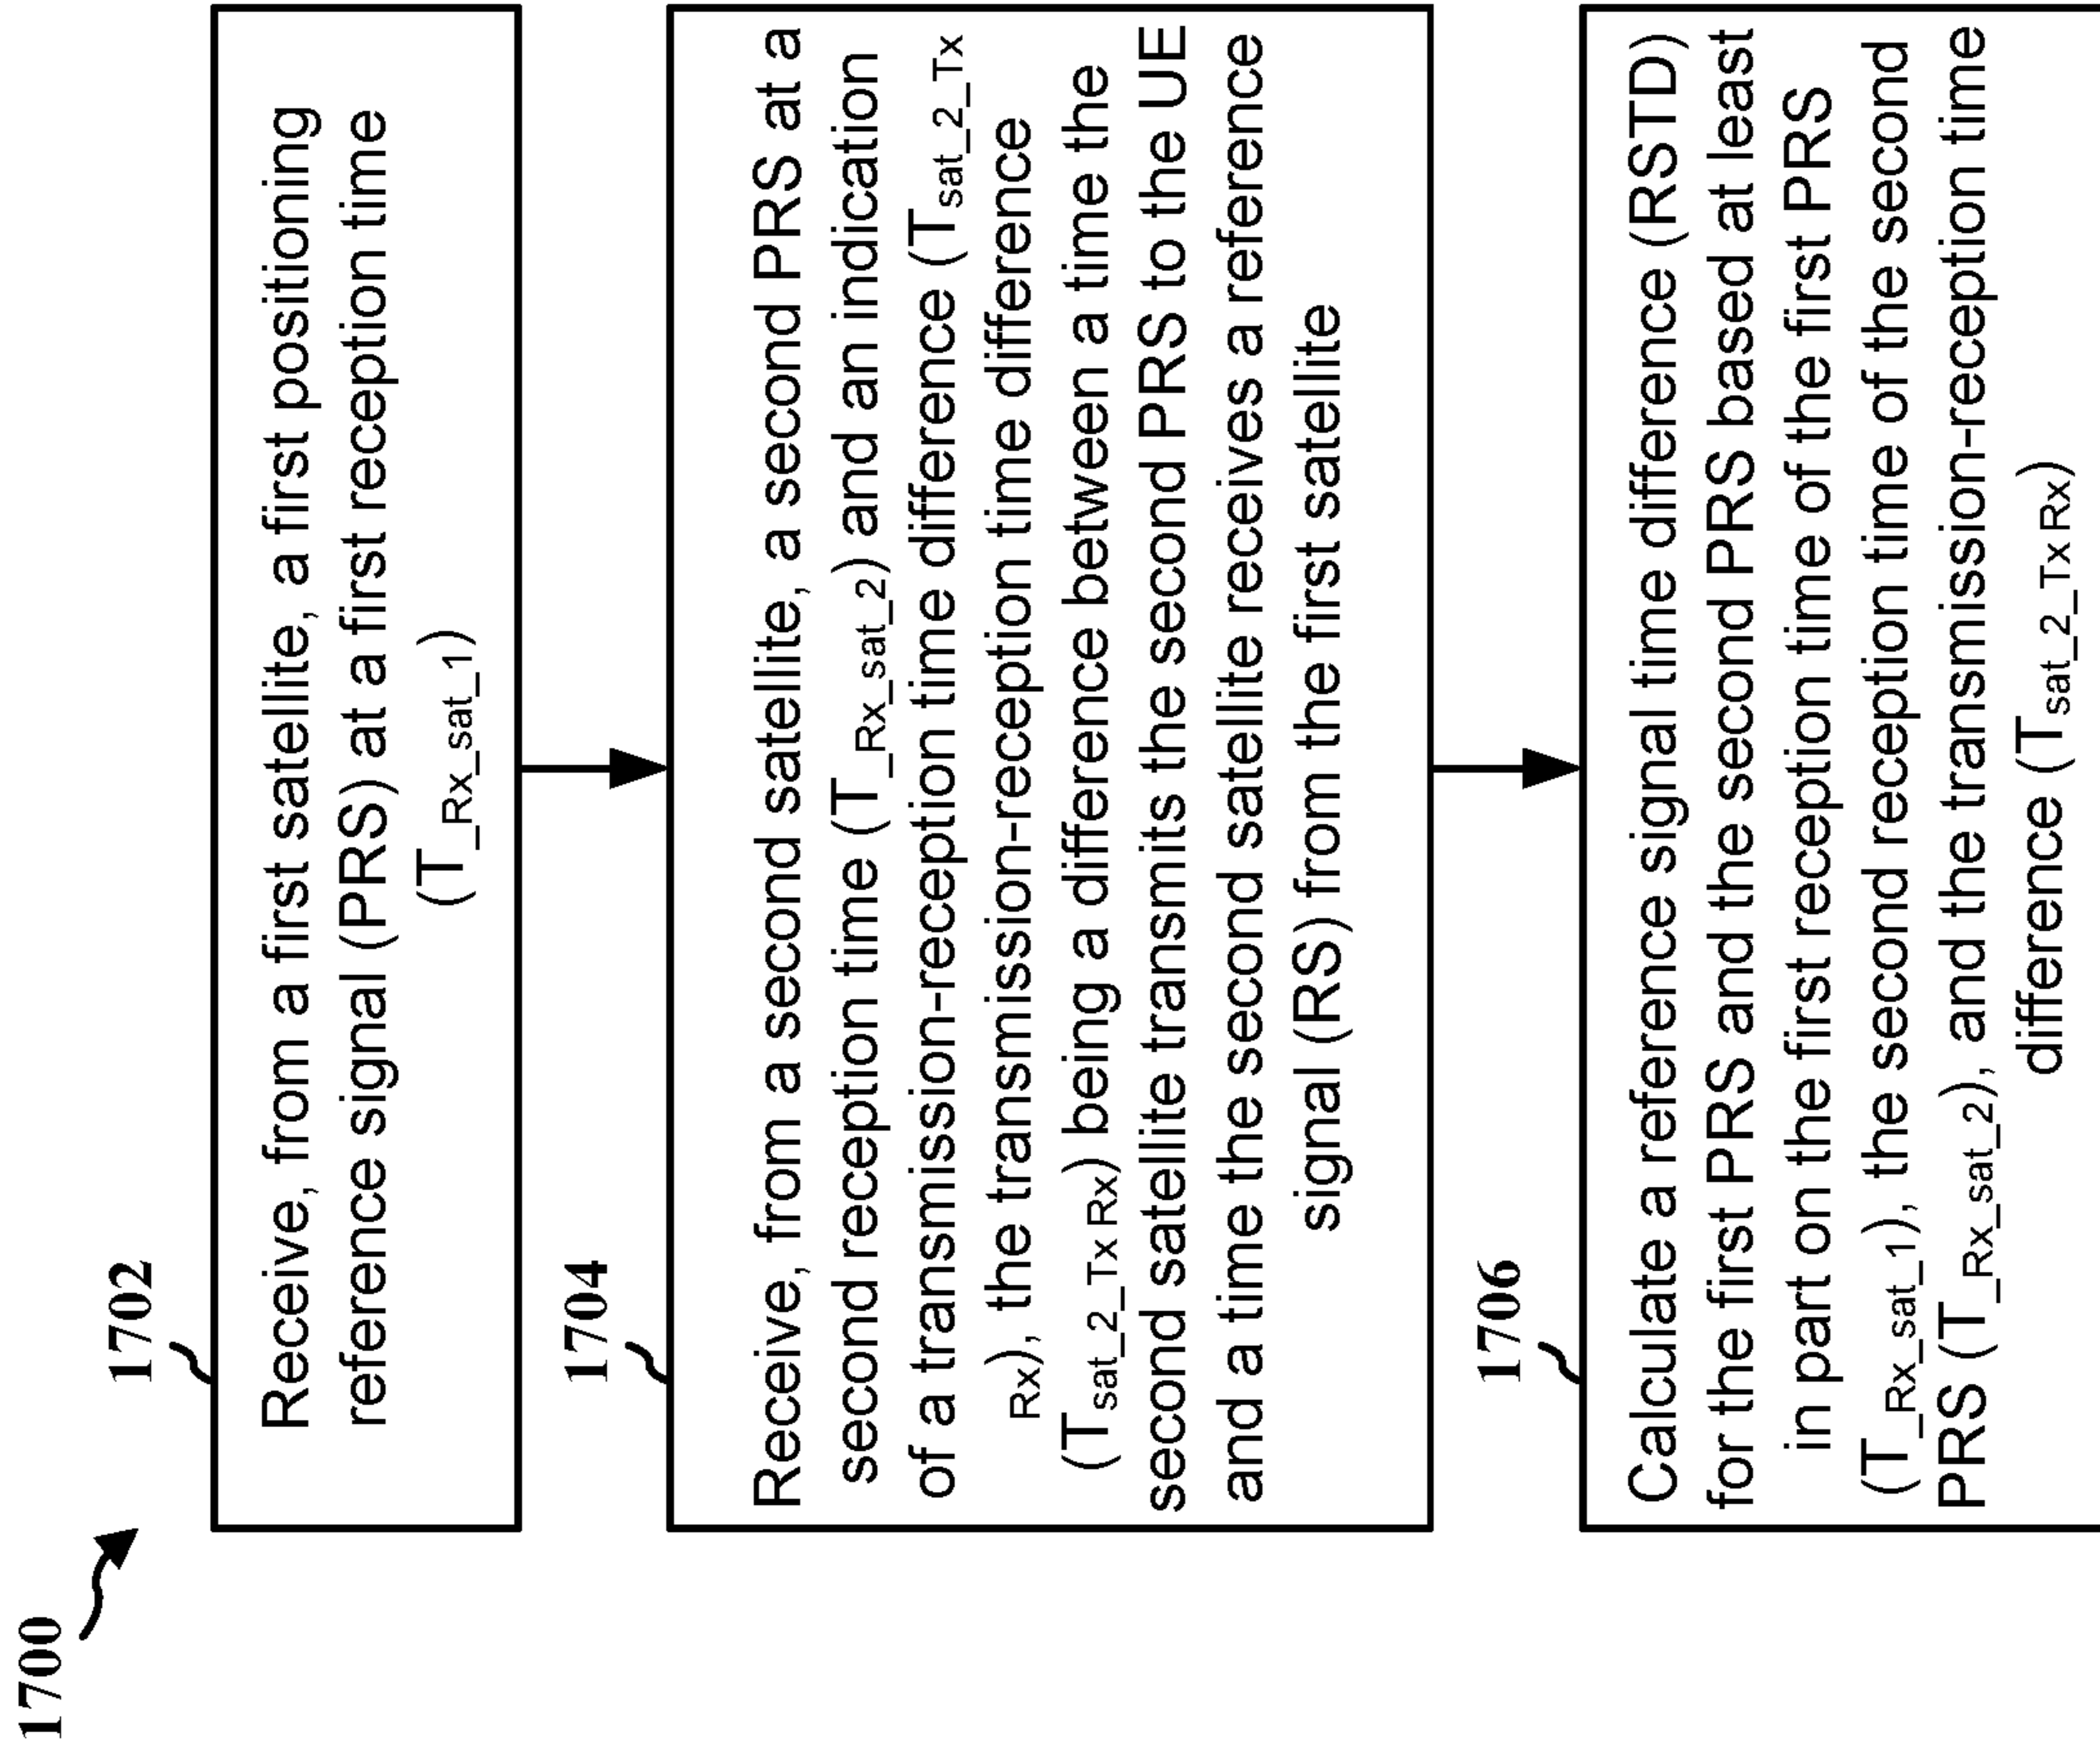 1700
1702
Receive, from a first satellite, a first positioning
reference signal (PRS) at a first reception time
(T_Rx_sat_1)
1704
Receive, from a second satellite, a second PRS at a
second reception time (T_Rx_sat_2) and an indication
of a transmission-reception time difference (Tsat_2_Tx
Rx), the transmission-reception time difference
(Tsat_2_Tx Rx) being a difference between a time the
second satellite transmits the second PRS to the UE
and a time the second satellite receives a reference
signal (RS) from the first satellite
1706
Calculate a reference signal time difference (RSTD)
for the first PRS and the second PRS based at least
in part on the first reception time of the first PRS
(T_Rx_sat_1), the second reception time of the second
PRS (T_Rx_sat_2), and the transmission-reception time
difference (Tsat_2_Tx Rx)